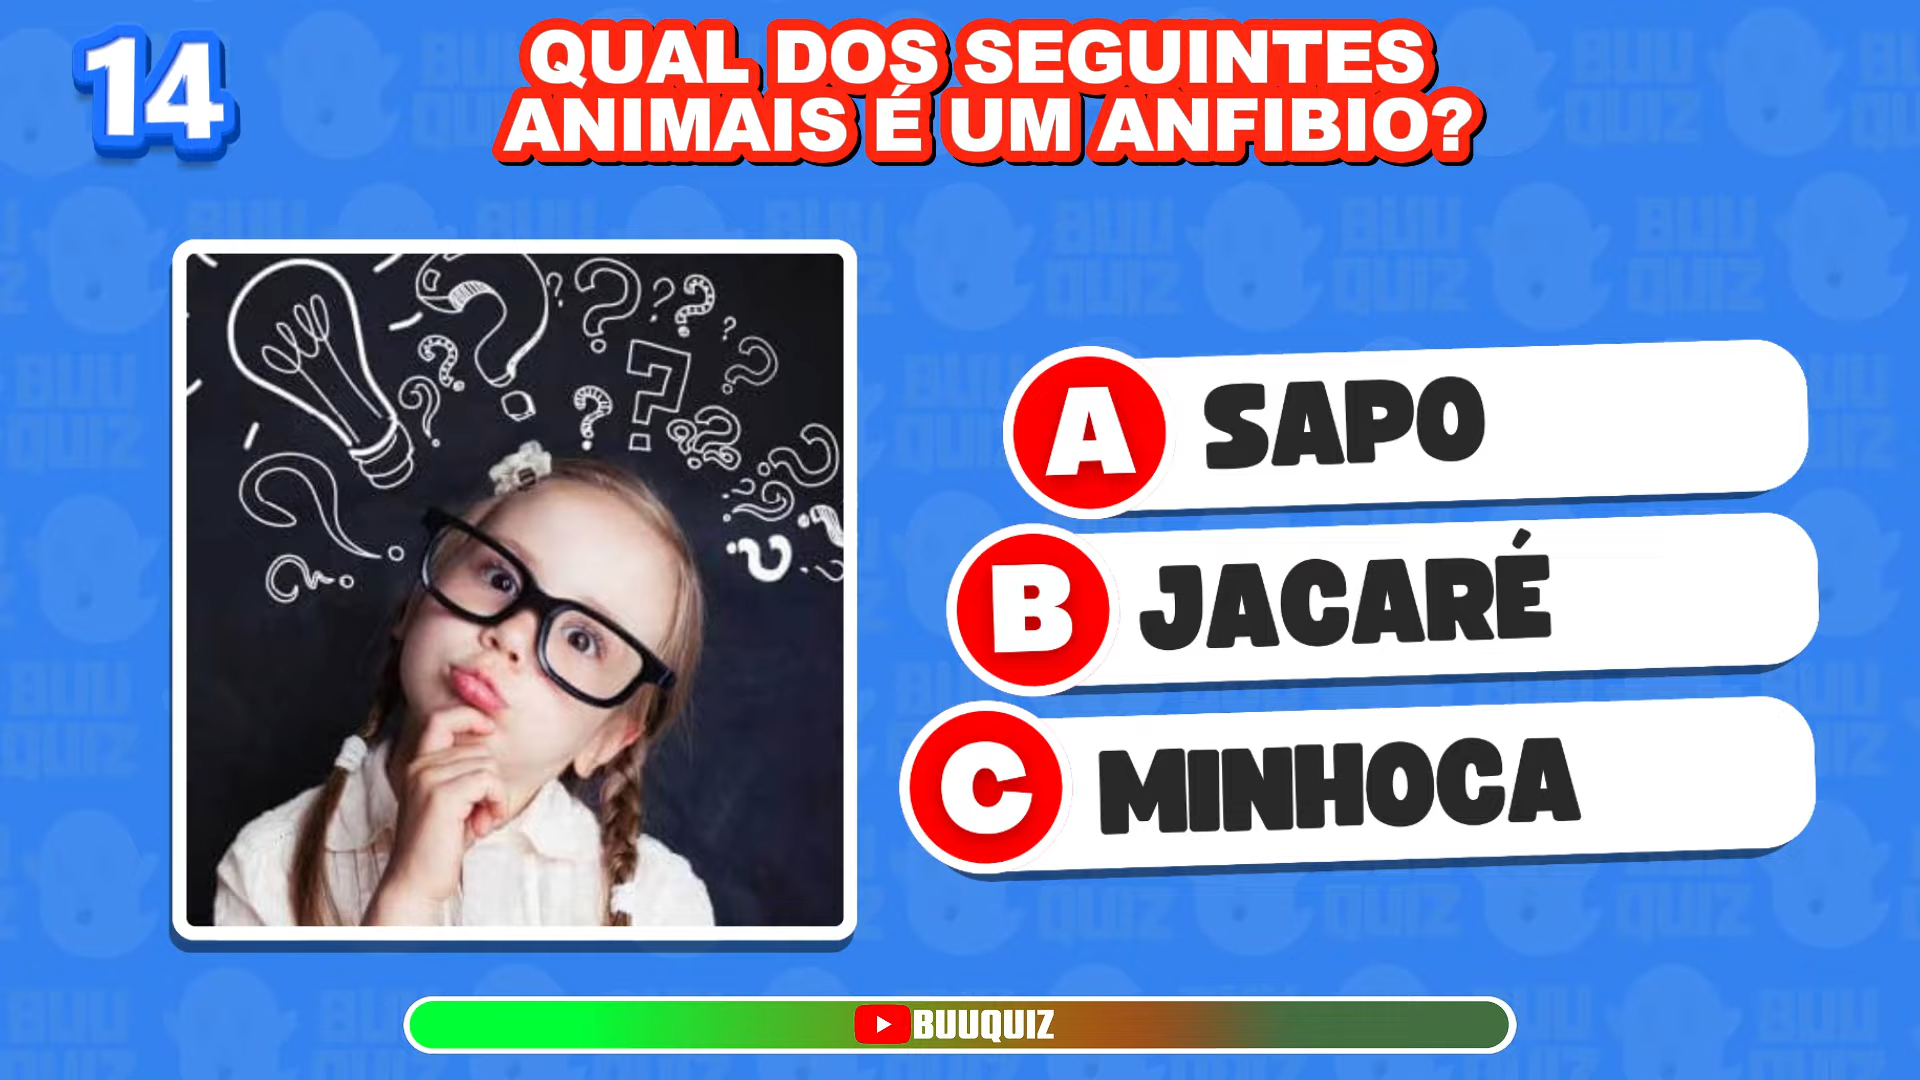 14
QUAL DOS SEGUINTES
ANIMAIS É UM ANFIBIO?
A SAPO
B JACARÉ
C MINHOCA
BUUQUIZ